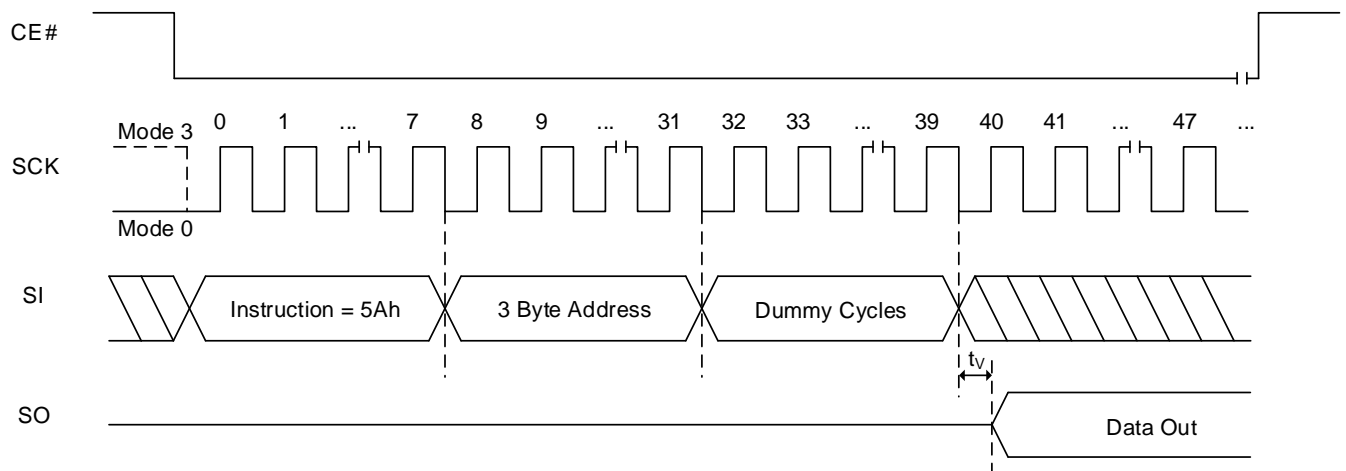 CE#
0 1 ... 7 8 9 ... 31 32 33 ... 39 40 41 ... 47 ...
Mode 3
SCK
Mode 0
SI
Instruction = 5Ah
3 Byte Address
Dummy Cycles
tV
SO
Data Out